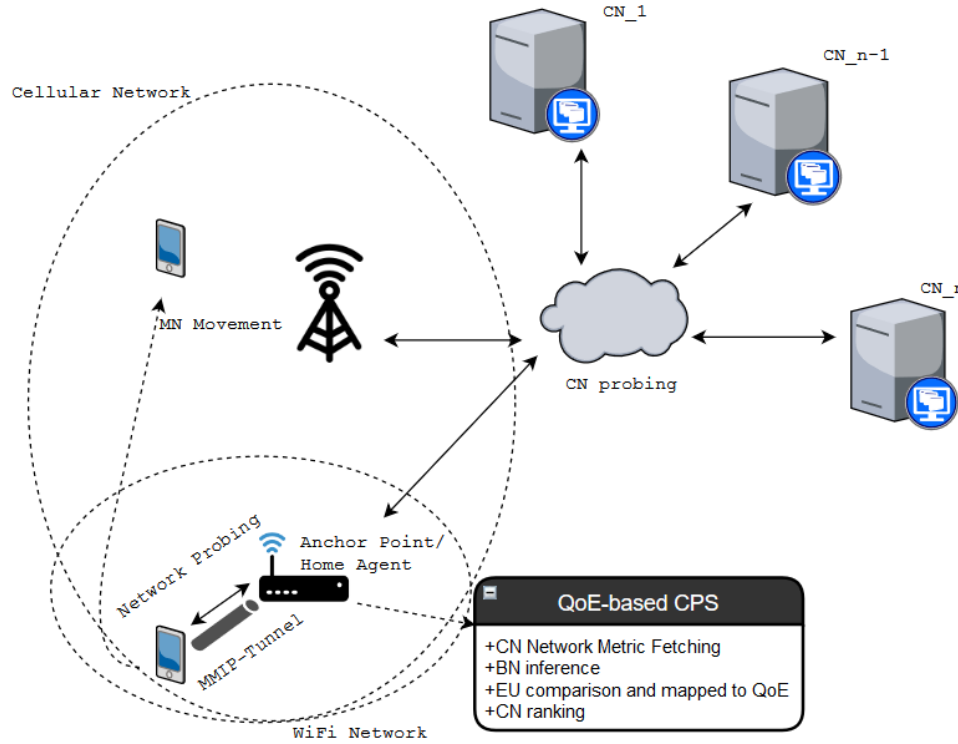 CN_1
CN_n-1
Cellular Network
CN_n
MN Movement
CN probing
Network Probing
Anchor Point/
Home Agent
MMIP-Tunnel
QoE-based CPS
+CN Network Metric Fetching
+BN inference
+EU comparison and mapped to QoE
+CN ranking
WiFi Network